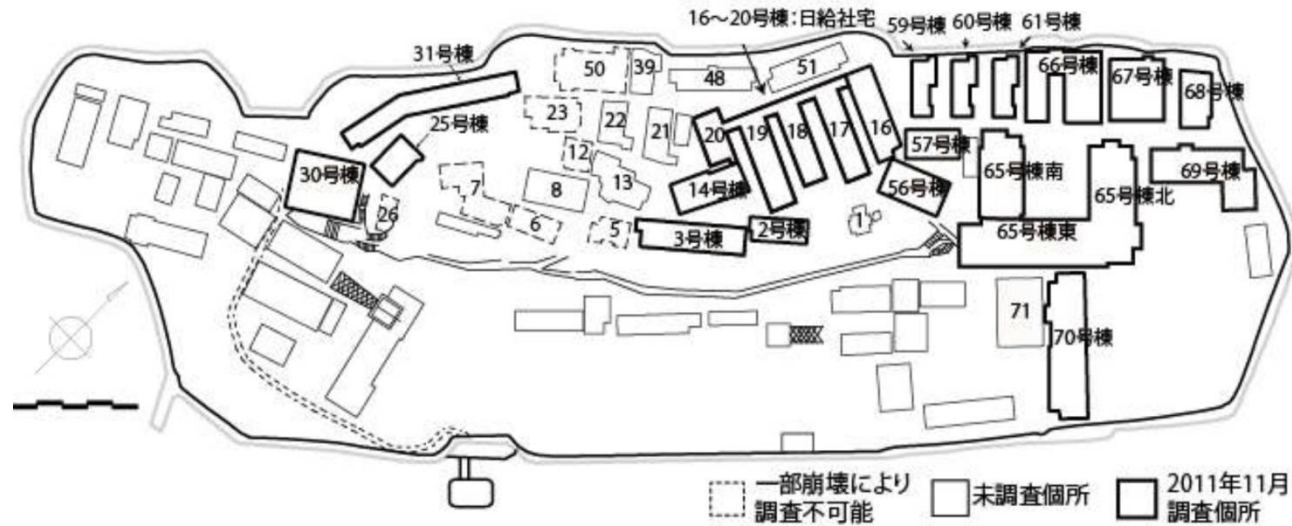 16〜20号棟:日給社宅
59号棟
60号棟
61号棟
31号棟
50
39
48
51
66号棟
67号棟
68号棟
25号棟
23
22
21
20
19
18
17
16
57号棟
12
13
65号棟南
65号棟北
69号棟
30号棟
7
8
14号棟
56号棟
26
6
5
3号棟
2号棟
1
65号棟東
71
70号棟
一部崩壊により
調査不可能
未調査個所
2011年11月
調査個所